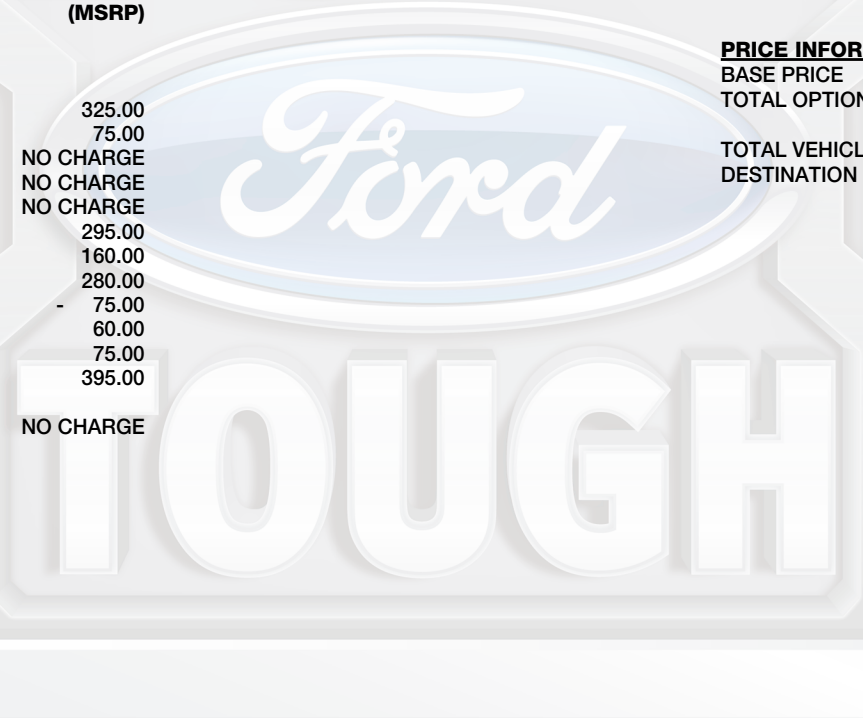 (MSRP)
325.00
75.00
NO CHARGE
NO CHARGE
NO CHARGE
295.00
160.00
280.00
- 75.00
60.00
75.00
395.00
NO CHARGE
PRICE INFOR
BASE PRICE
TOTAL OPTION
TOTAL VEHICL
DESTINATION
Ford
TOUGH